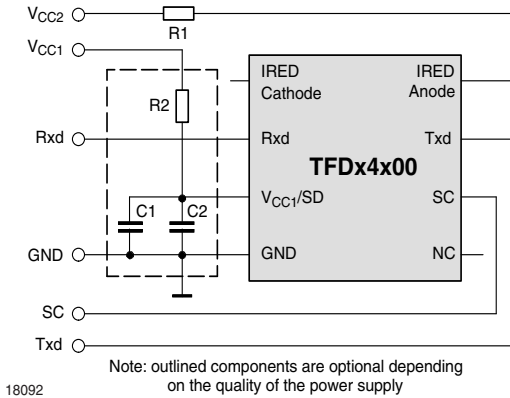 VCC2
R1
VCC1
IRED
Cathode
IRED
Anode
R2
Rxd
Rxd
Txd
TFDx4x00
C1
C2
VCC1/SD
SC
GND
GND
NC
SC
Txd
Note: outlined components are optional depending
on the quality of the power supply
18092